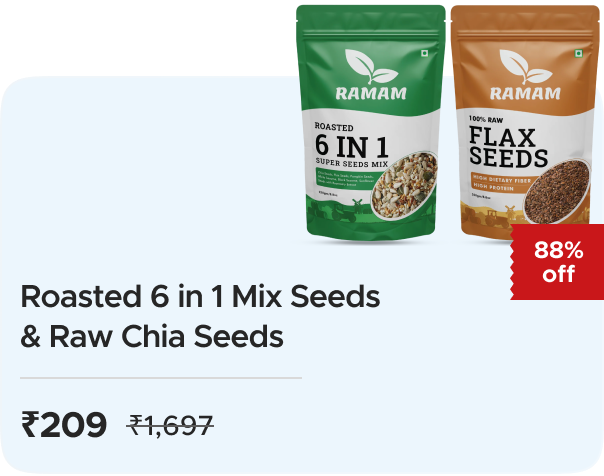 RAMAM
ROASTED
6 IN 1
SUPER SEEDS MIX
RAMAM
100% RAW
FLAX
SEEDS
HIGH DIETARY FIBER
HIGH PROTEIN
88%
off
Roasted 6 in 1 Mix Seeds
& Raw Chia Seeds
₹209 ₹1,697